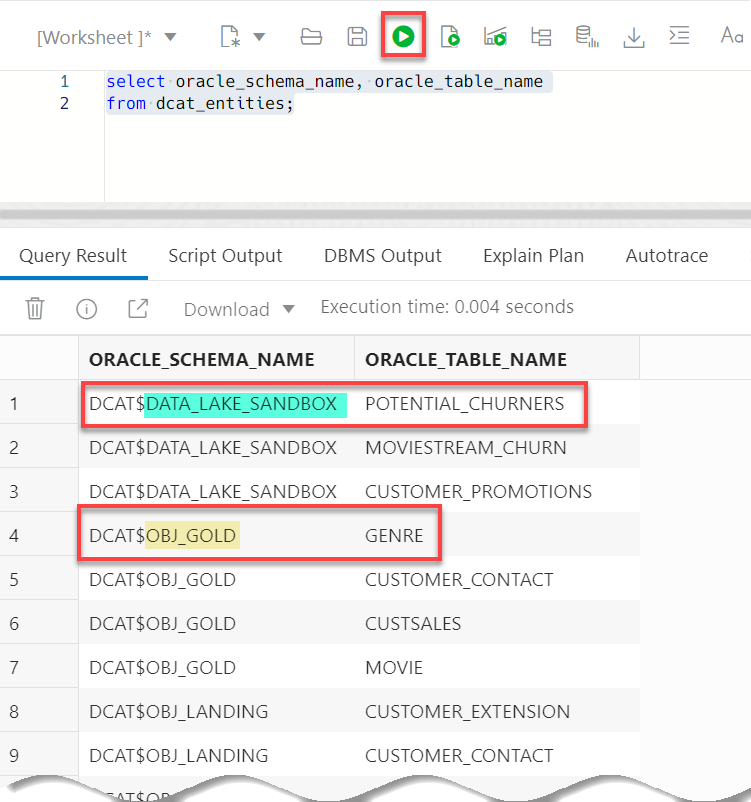 [Worksheet ]*
Aa
1 select oracle_schema_name, oracle_table_name
2 from dcat_entities;
Query Result Script Output DBMS Output Explain Plan Autotrace
Download Execution time: 0.004 seconds
ORACLE_SCHEMA_NAME ORACLE_TABLE_NAME
1 DCAT$DATA_LAKE_SANDBOX POTENTIAL_CHURNERS
2 DCAT$DATA_LAKE_SANDBOX MOVIESTREAM_CHURN
3 DCAT$DATA_LAKE_SANDBOX CUSTOMER_PROMOTIONS
4 DCAT$OBJ_GOLD GENRE
5 DCAT$OBJ_GOLD CUSTOMER_CONTACT
6 DCAT$OBJ_GOLD CUSTSALES
7 DCAT$OBJ_GOLD MOVIE
8 DCAT$OBJ_LANDING CUSTOMER_EXTENSION
9 DCAT$OBJ_LANDING CUSTOMER_CONTACT